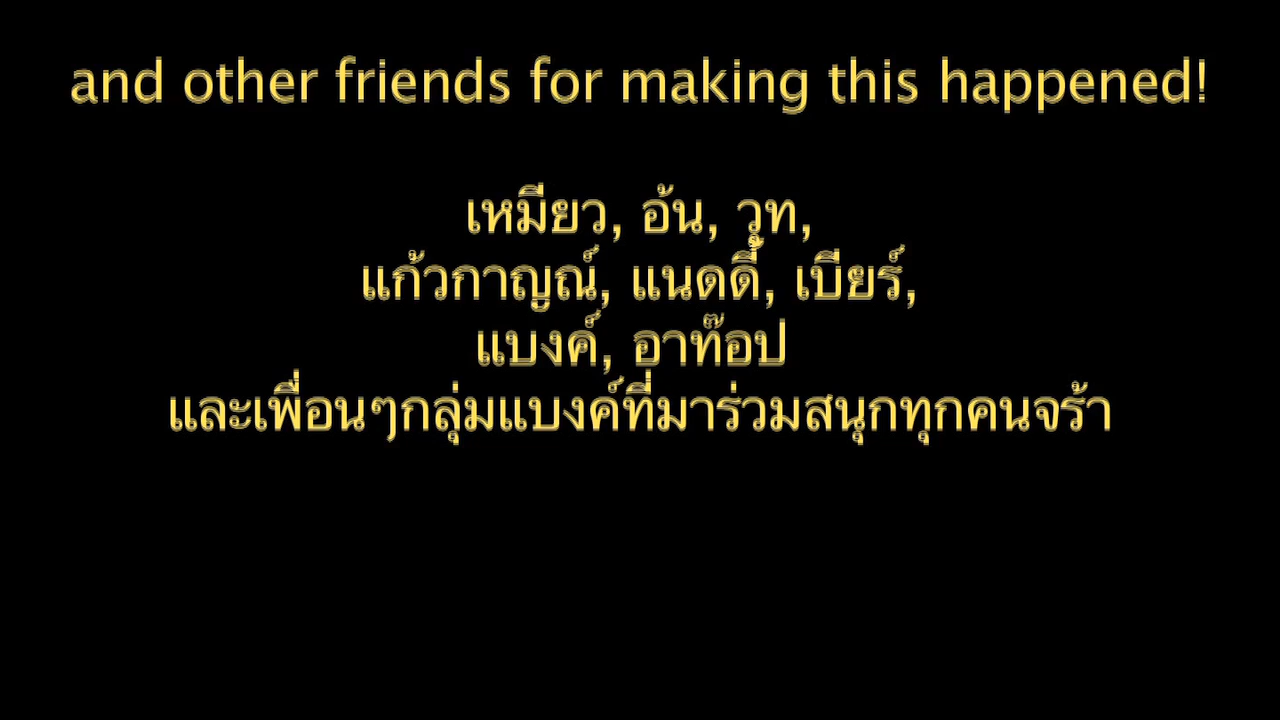 and other friends for making this happened!
เหมียว, อ้น, วุท,
แก้วกาญณ์, แนดดี้, เบียร์,
แบงค์, อาท๊อป
และเพื่อนๆกลุ่มแบงค์ที่มาร่วมสนุกทุกคนจร้า